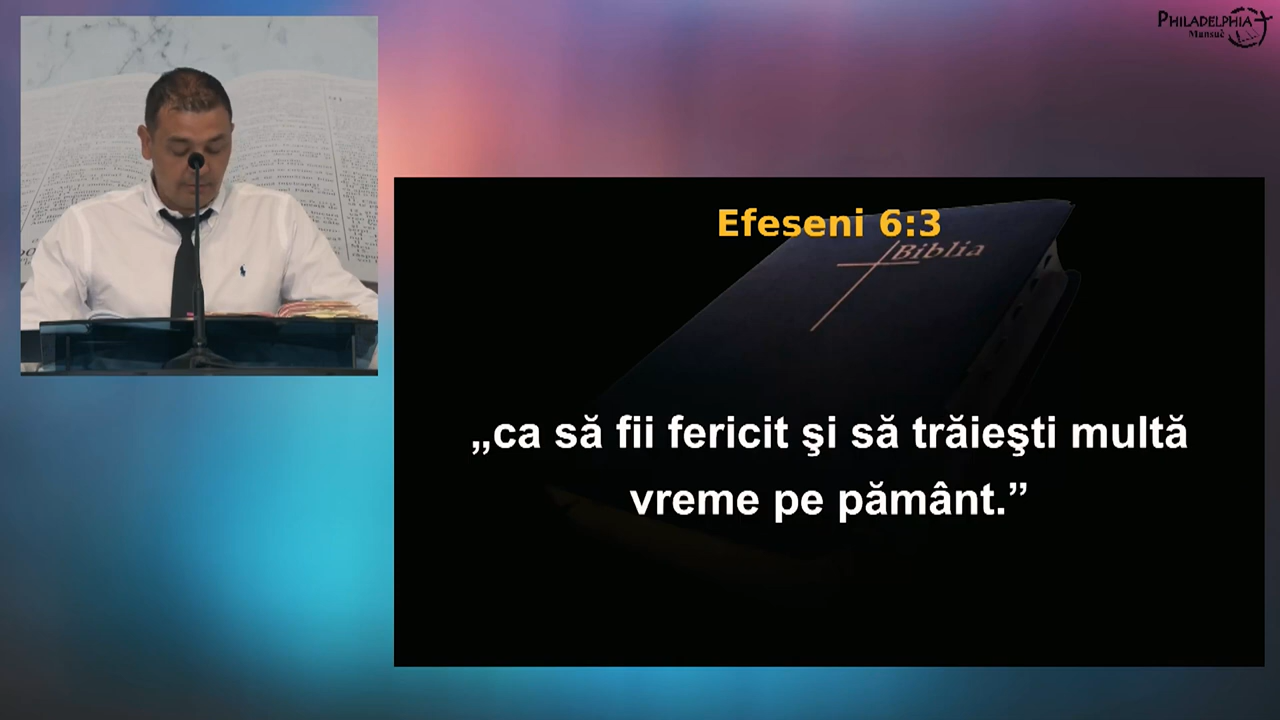 PHILADELPHIA
Mansuè
Efeseni 6:3
Biblia
„ca să fii fericit şi să trăieşti multă
vreme pe pământ.”